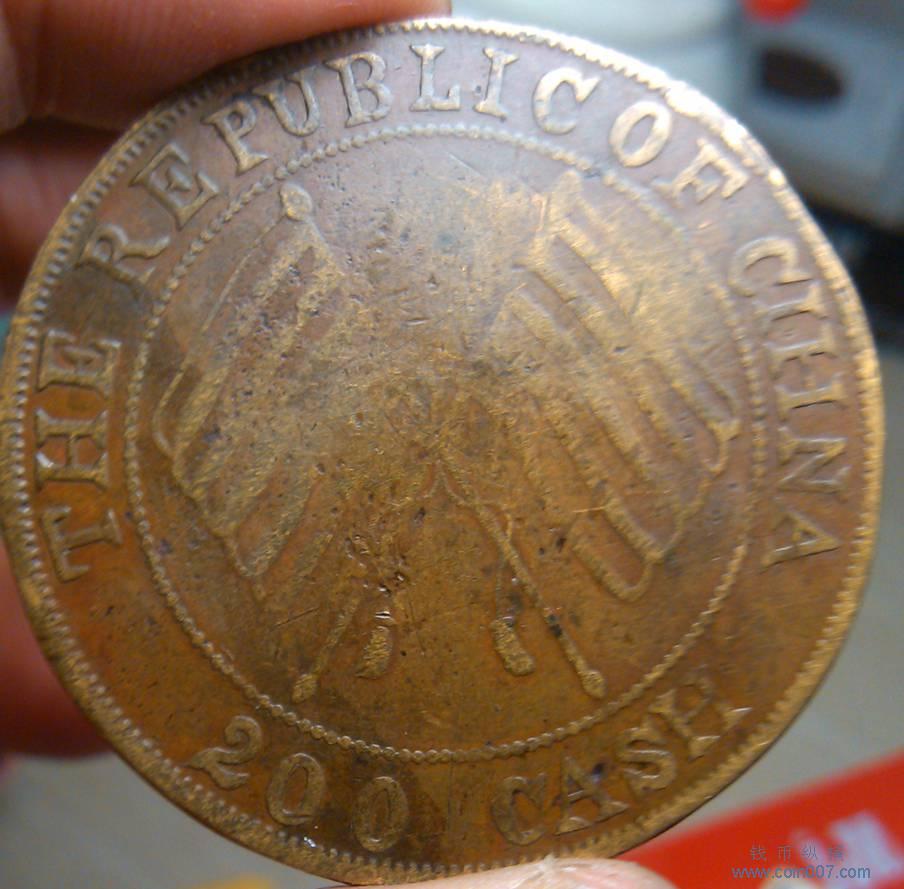 THE REPUBLIC OF CHINA
200 CASH
钱币纵横
www.coin007.com